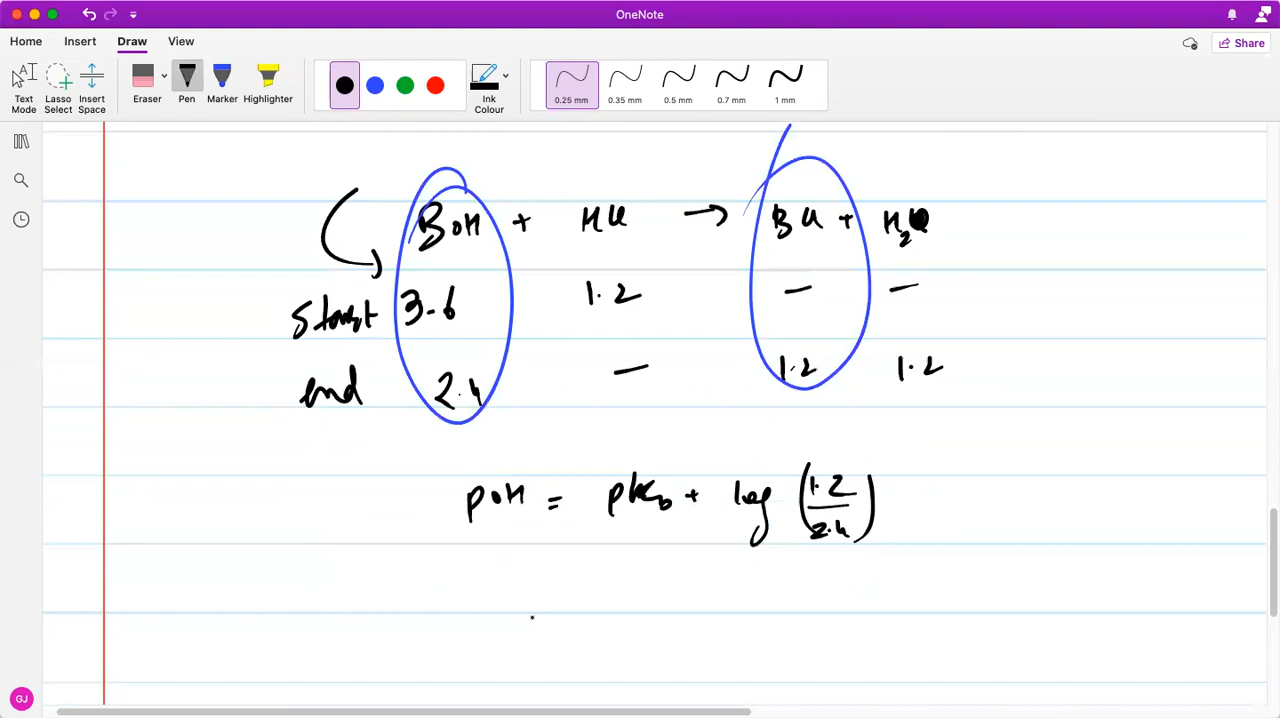 OneNote
Home Insert Draw View
Share
Text Mode
Lasso Select
Insert Space
Eraser
Pen
Marker
Highlighter
Ink Colour
0.25 mm
0.35 mm
0.5 mm
0.7 mm
1 mm
BOH + HCl → BCl + H2O
start 3.6 1.2 — —
end 2.4 — 1.2 1.2
pOH = pKb + log (1.2/2.4)
GJ